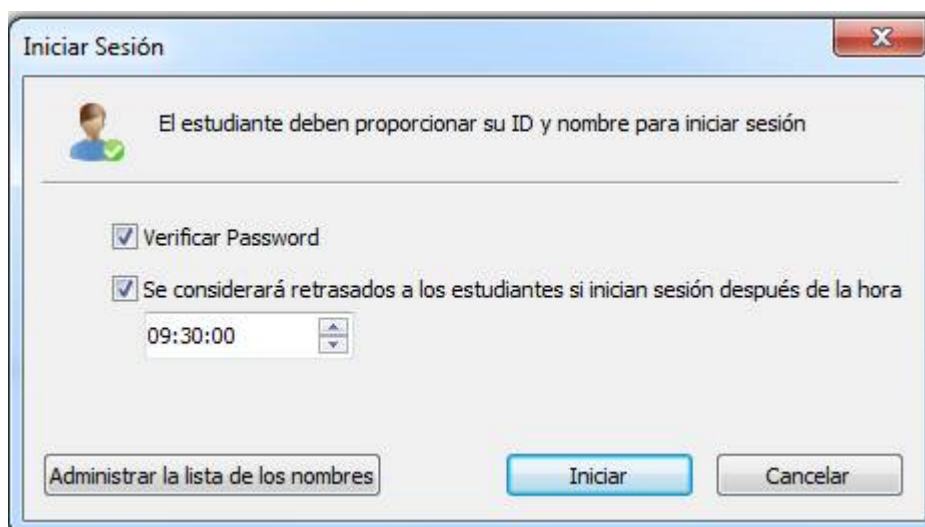 Iniciar Sesión
El estudiante deben proporcionar su ID y nombre para iniciar sesión
Verificar Password
Se considerará retrasados a los estudiantes si inician sesión después de la hora
09:30:00
Administrar la lista de los nombres
Iniciar
Cancelar